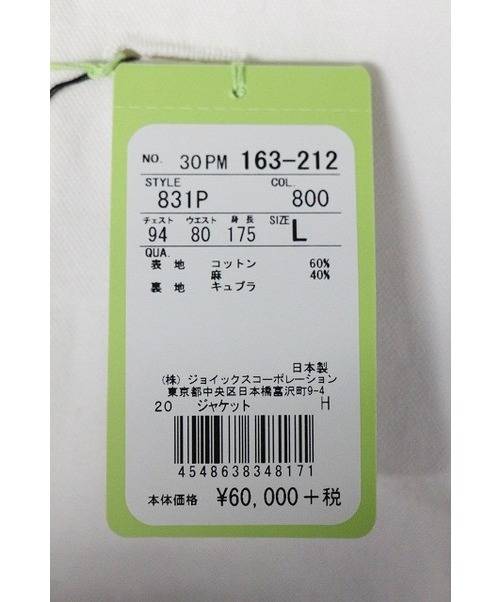 NO. 30PM 163-212
STYLE COL.
831P 800
チェスト ウエスト 身長 SIZE
94 80 175 L
QUA.
表地 コットン 60%
麻 40%
裏地 キュプラ
日本製
(株) ジョイックスコーポレーション
東京都中央区日本橋富沢町9-4
20 ジャケット H
4548638348171
本体価格 ¥60,000+税